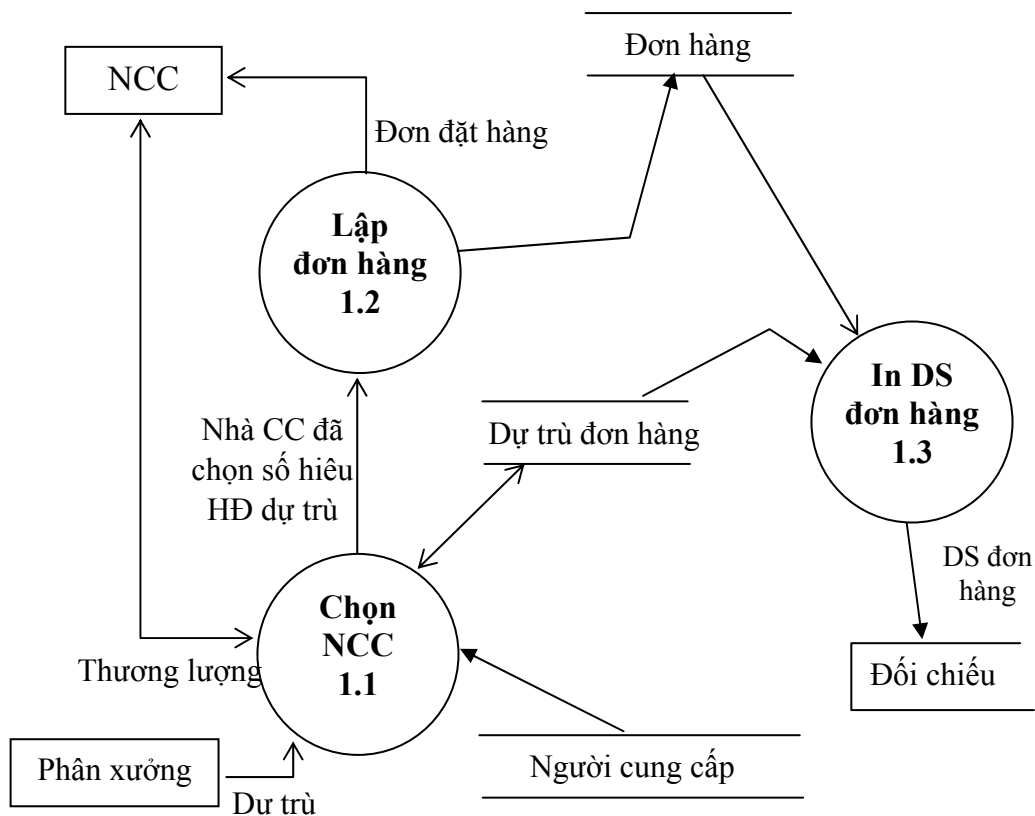 Đơn hàng
NCC
Đơn đặt hàng
Lập
đơn hàng
1.2
In DS
đơn hàng
1.3
Nhà CC đã
chọn số hiêu
HĐ dự trù
Dự trù đơn hàng
DS đơn
hàng
Chọn
NCC
1.1
Thương lượng
Đối chiếu
Phân xưởng
Dư trù
Người cung cấp